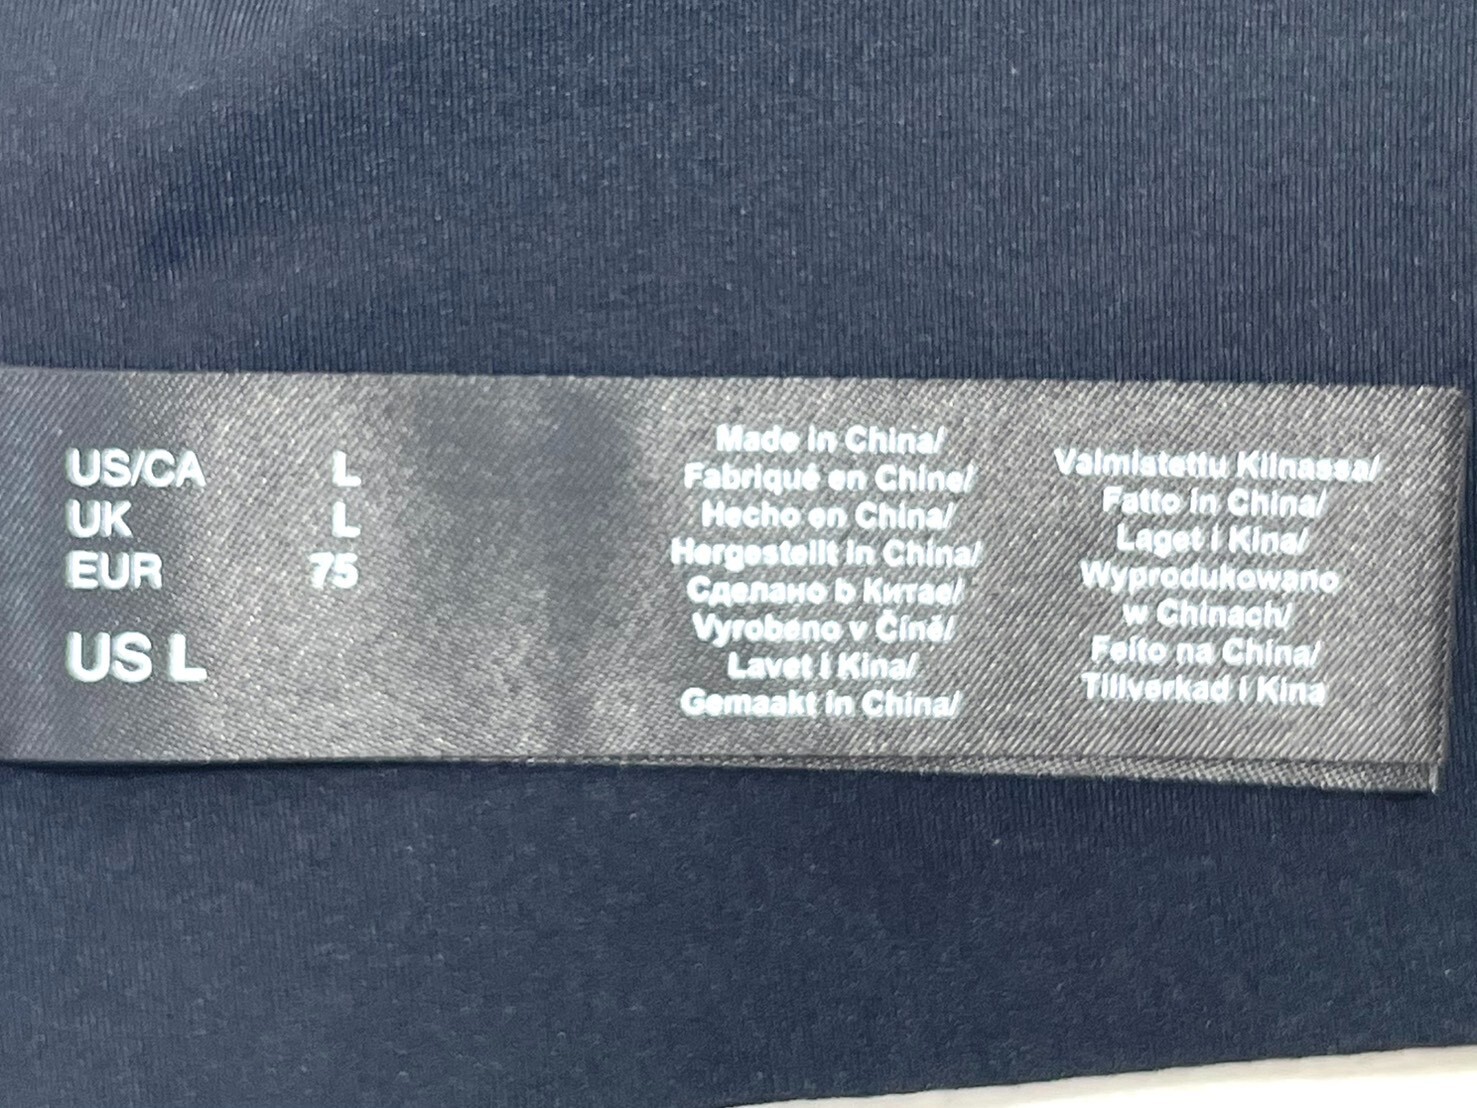 US/CA L
UK L
EUR 75
US L
Made in China/
Fabriqué en Chine/
Hecho en China/
Hergestellt in China/
Сделано b Китае/
Vyrobeno v Číně/
Lavet i Kina/
Gemaakt in China/
Valmistettu Kiinassa/
Fatto in China/
Laget i Kina/
Wyprodukowano
w Chinach/
Feito na China/
Tillverkad i Kina